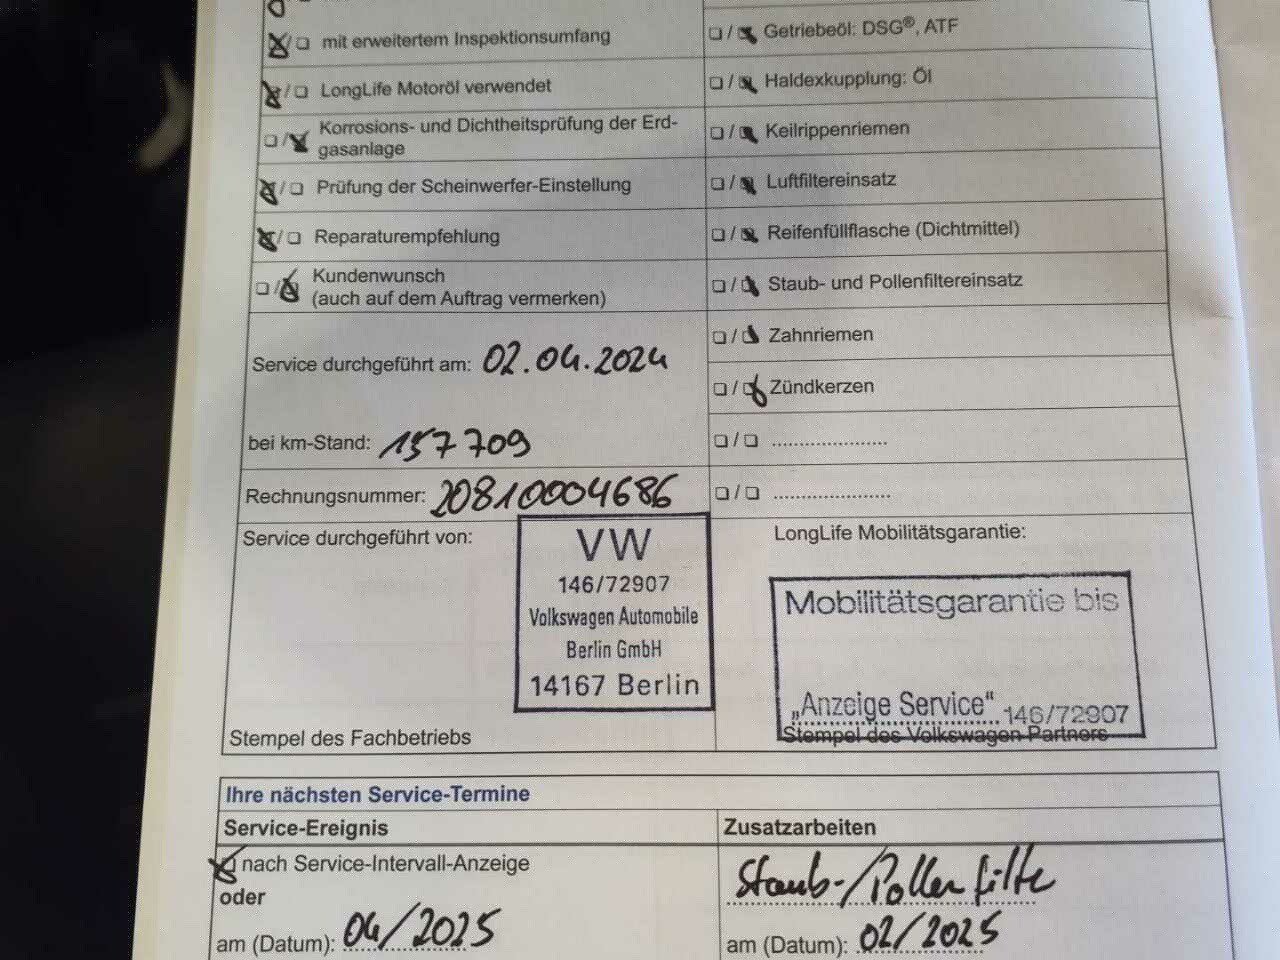 mit erweitertem Inspektionsumfang
LongLife Motoröl verwendet
Korrosions- und Dichtheitsprüfung der Erd-
gasanlage
Prüfung der Scheinwerfer-Einstellung
Reparaturempfehlung
Kundenwunsch
(auch auf dem Auftrag vermerken)
Service durchgeführt am: 02.04.2024
bei km-Stand: 157709
Rechnungsnummer: 20810004686
Service durchgeführt von:
VW
146/72907
Volkswagen Automobile
Berlin GmbH
14167 Berlin
Stempel des Fachbetriebs
Getriebeöl: DSG®, ATF
Haldexkupplung: Öl
Keilrippenriemen
Luftfiltereinsatz
Reifenfüllflasche (Dichtmittel)
Staub- und Pollenfiltereinsatz
Zahnriemen
Zündkerzen
LongLife Mobilitätsgarantie:
Mobilitätsgarantie bis
„Anzeige Service“ 146/72907
Stempel des Volkswagen Partners
Ihre nächsten Service-Termine
Service-Ereignis
nach Service-Intervall-Anzeige
oder
am (Datum): 04/2025
Zusatzarbeiten
Staub-/Pollenfilte
am (Datum): 02/2025